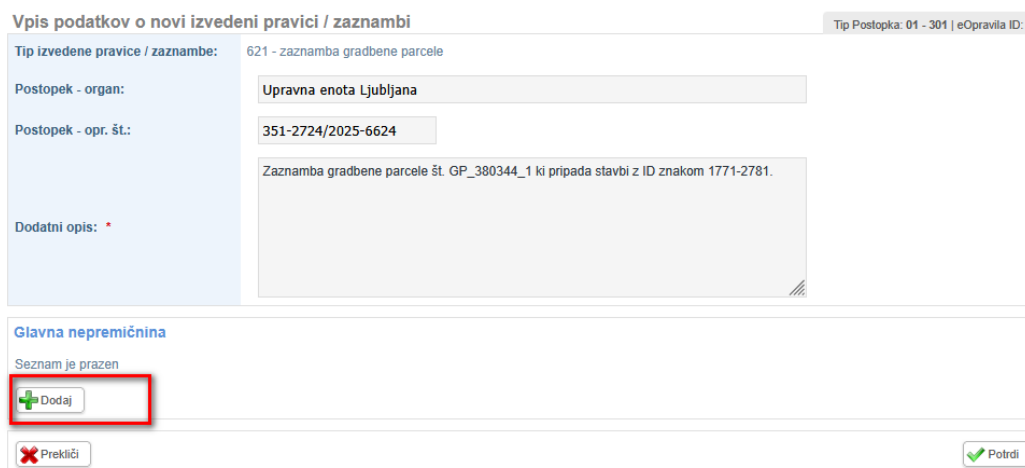 Vpis podatkov o novi izvedeni pravici / zaznambi
Tip Postopka: 01 - 301 | eOpravila ID:
Tip izvedene pravice / zaznambe: 621 - zaznamba gradbene parcele
Postopek - organ: Upravna enota Ljubljana
Postopek - opr. št.: 351-2724/2025-6624
Zaznamba gradbene parcele št. GP_380344_1 ki pripada stavbi z ID znakom 1771-2781.
Dodatni opis: *
Glavna nepremičnina
Seznam je prazen
Dodaj
Prekliči
Potrdi